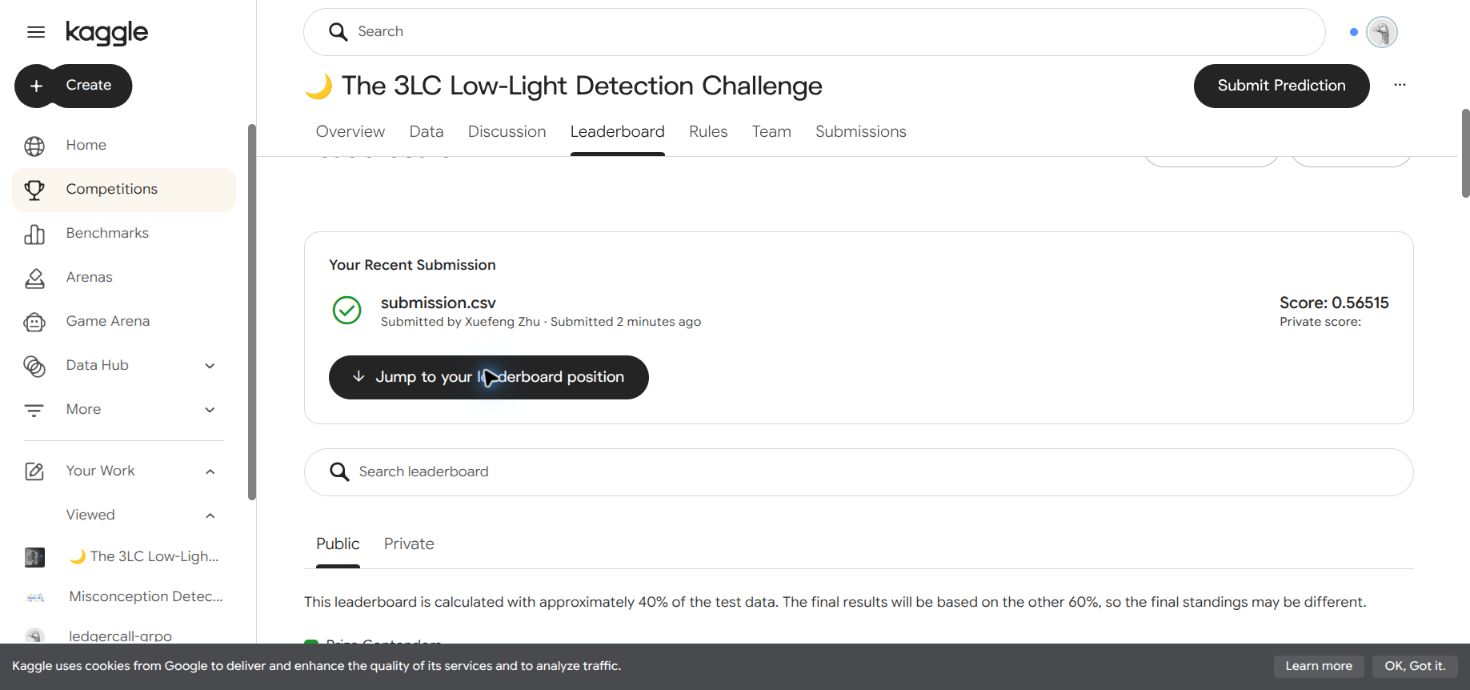 kaggle
Search
Create
🌙 The 3LC Low-Light Detection Challenge
Submit Prediction
Overview
Data
Discussion
Leaderboard
Rules
Team
Submissions
Home
Competitions
Benchmarks
Arenas
Game Arena
Data Hub
More
Your Work
Viewed
🌙 The 3LC Low-Ligh...
Misconception Detec...
ledgercall-grpo
Your Recent Submission
submission.csv
Submitted by Xuefeng Zhu · Submitted 2 minutes ago
Score: 0.56515
Private score:
Jump to your leaderboard position
Search leaderboard
Public
Private
This leaderboard is calculated with approximately 40% of the test data. The final results will be based on the other 60%, so the final standings may be different.
Prize Contenders
Kaggle uses cookies from Google to deliver and enhance the quality of its services and to analyze traffic.
Learn more
OK, Got it.